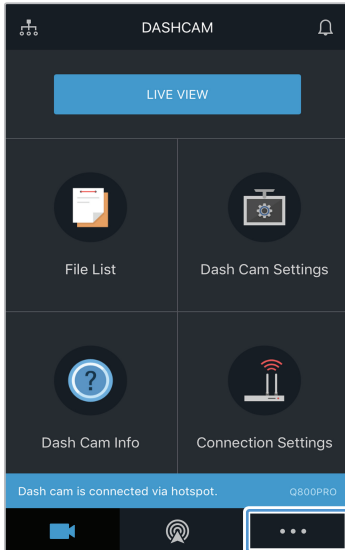 DASHCAM
LIVE VIEW
File List
Dash Cam Settings
?
Dash Cam Info
Connection Settings
Dash cam is connected via hotspot.
Q800PRO